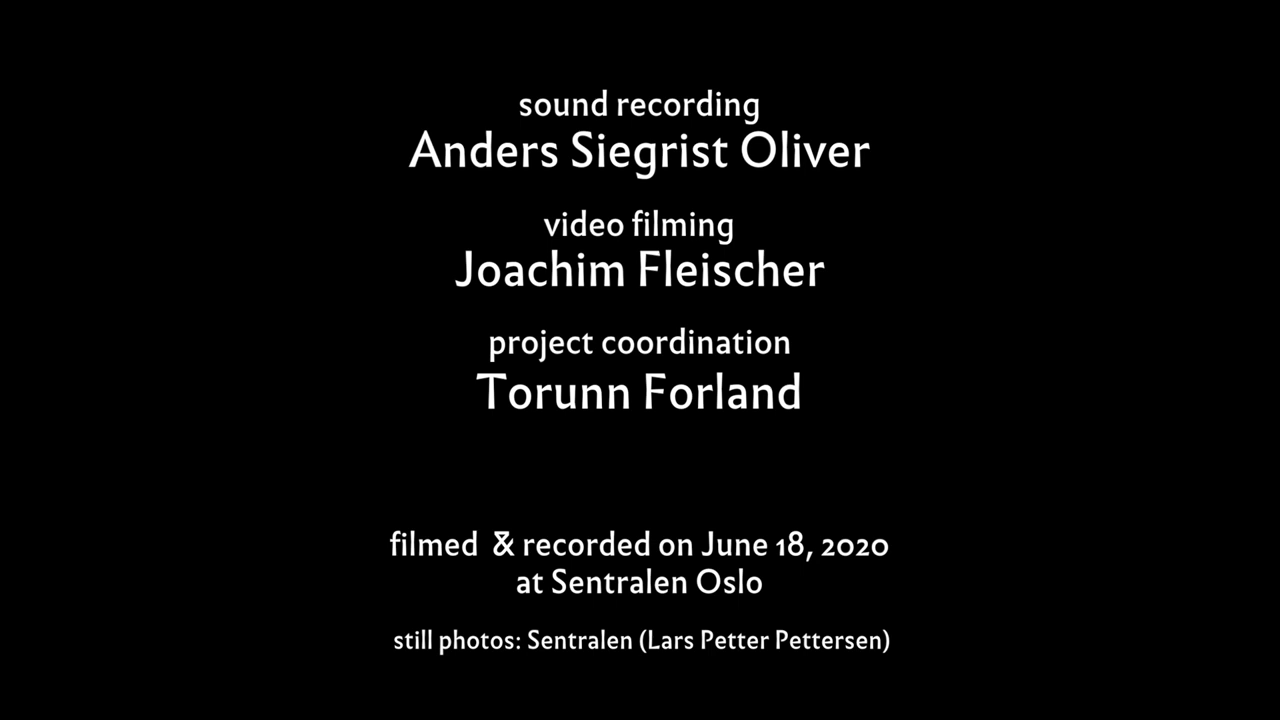 sound recording
Anders Siegrist Oliver
video filming
Joachim Fleischer
project coordination
Torunn Forland
filmed & recorded on June 18, 2020
at Sentralen Oslo
still photos: Sentralen (Lars Petter Pettersen)